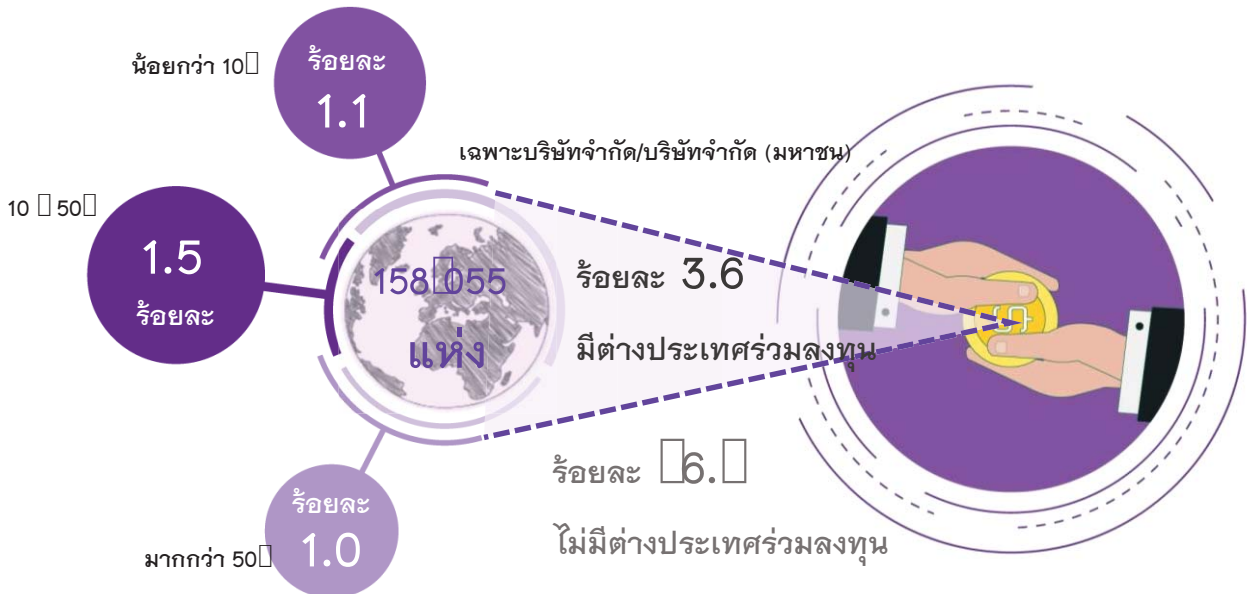 น้อยกว่า 10▯
ร้อยละ
1.1
เฉพาะบริษัทจำกัด/บริษัทจำกัด (มหาชน)
10 ▯ 50▯
1.5
ร้อยละ
158▯055
แห่ง
ร้อยละ 3.6
มีต่างประเทศร่วมลงทุน
ร้อยละ ▯6.▯
ไม่มีต่างประเทศร่วมลงทุน
ร้อยละ
1.0
มากกว่า 50▯